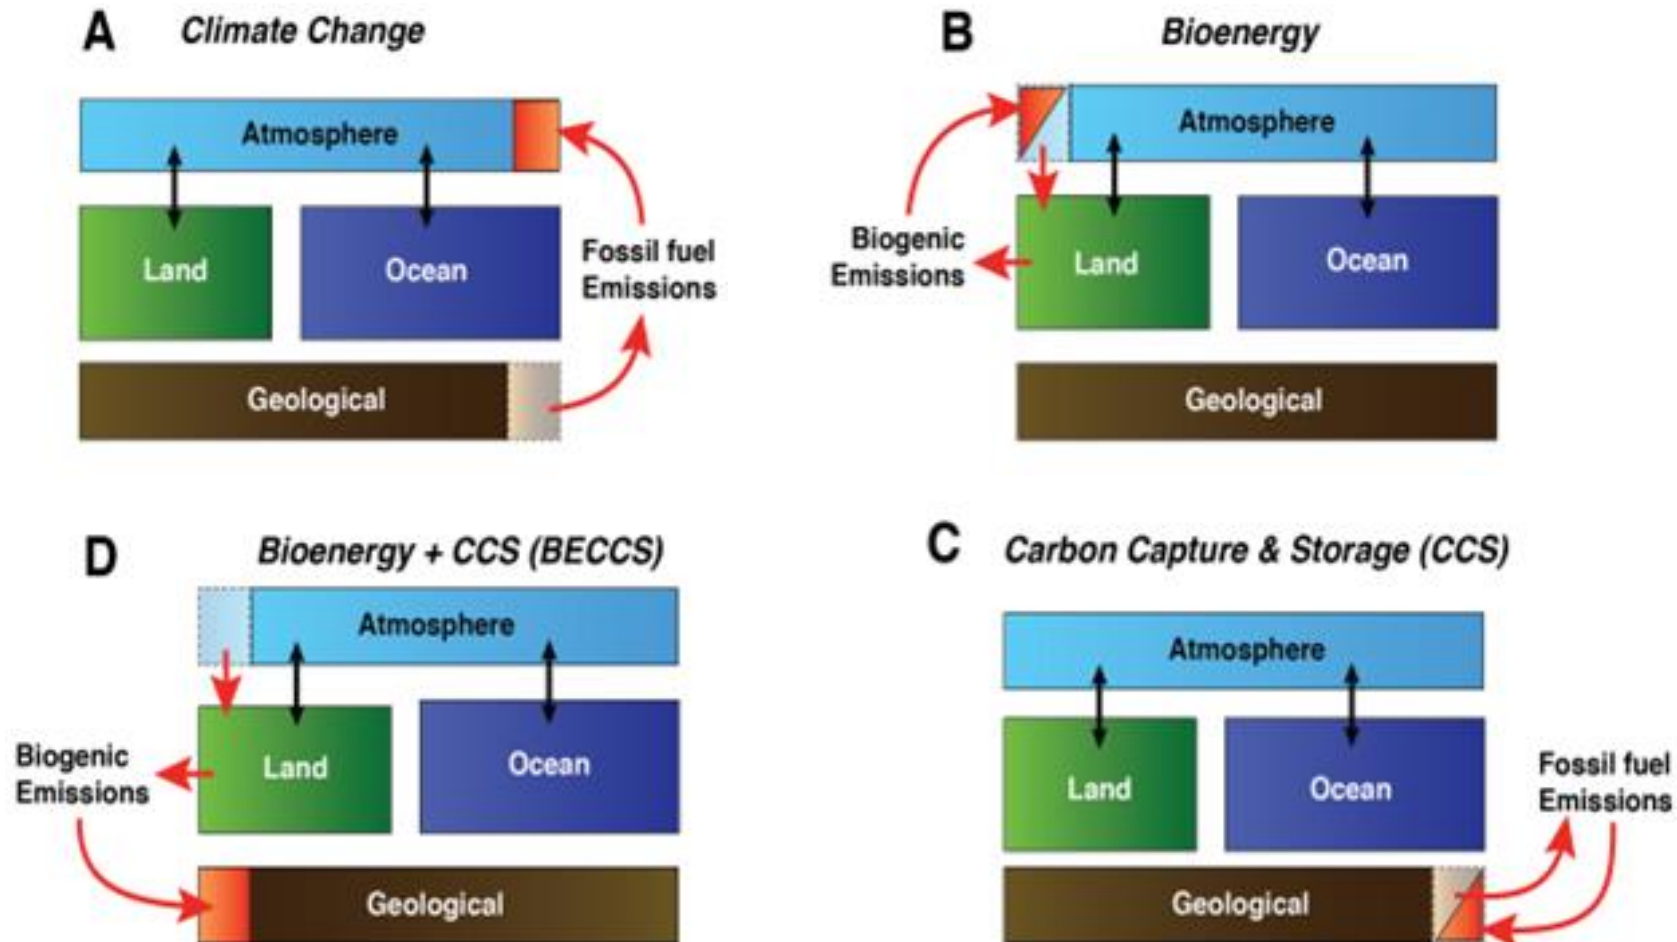 A
Climate Change
Atmosphere
Land
Ocean
Fossil fuel
Emissions
Geological
B
Bioenergy
Atmosphere
Biogenic
Emissions
Land
Ocean
Geological
D
Bioenergy + CCS (BECCS)
Atmosphere
Biogenic
Emissions
Land
Ocean
Geological
C
Carbon Capture & Storage (CCS)
Atmosphere
Land
Ocean
Fossil fuel
Emissions
Geological